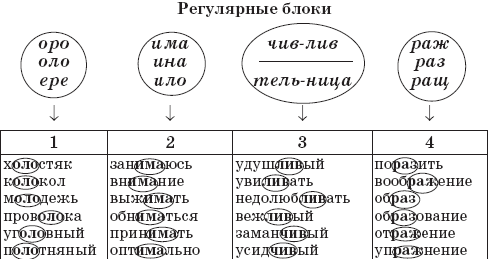 Регулярные блоки
оро има чив-лив раж
оло ина раз
ере ило тель-ница ращ
1 2 3 4
холостяк занимаюсь удушливый поразить
колокол внимание увиливать воображение
молодежь выжимать недолюбливать образ
проволока обниматься вежливый образование
уголовный принимать заманчивый отражение
полотняный оптимально усидчивый упражнение